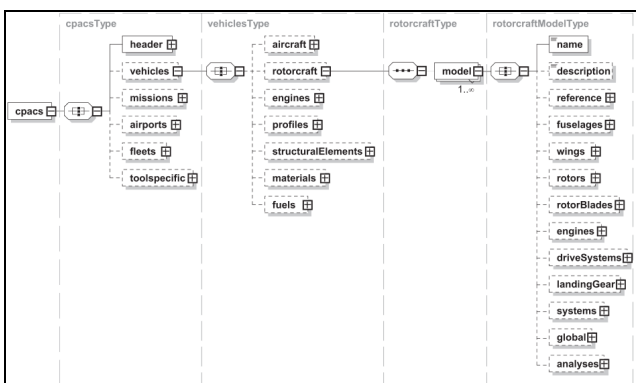 cpacsType
vehiclesType
rotorcraftType
rotorcraftModelType
cpacs
header
vehicles
missions
airports
fleets
toolspecific
aircraft
rotorcraft
engines
profiles
structuralElements
materials
fuels
model
1..∞
name
description
reference
fuselages
wings
rotors
rotorBlades
engines
driveSystems
landingGear
systems
global
analyses